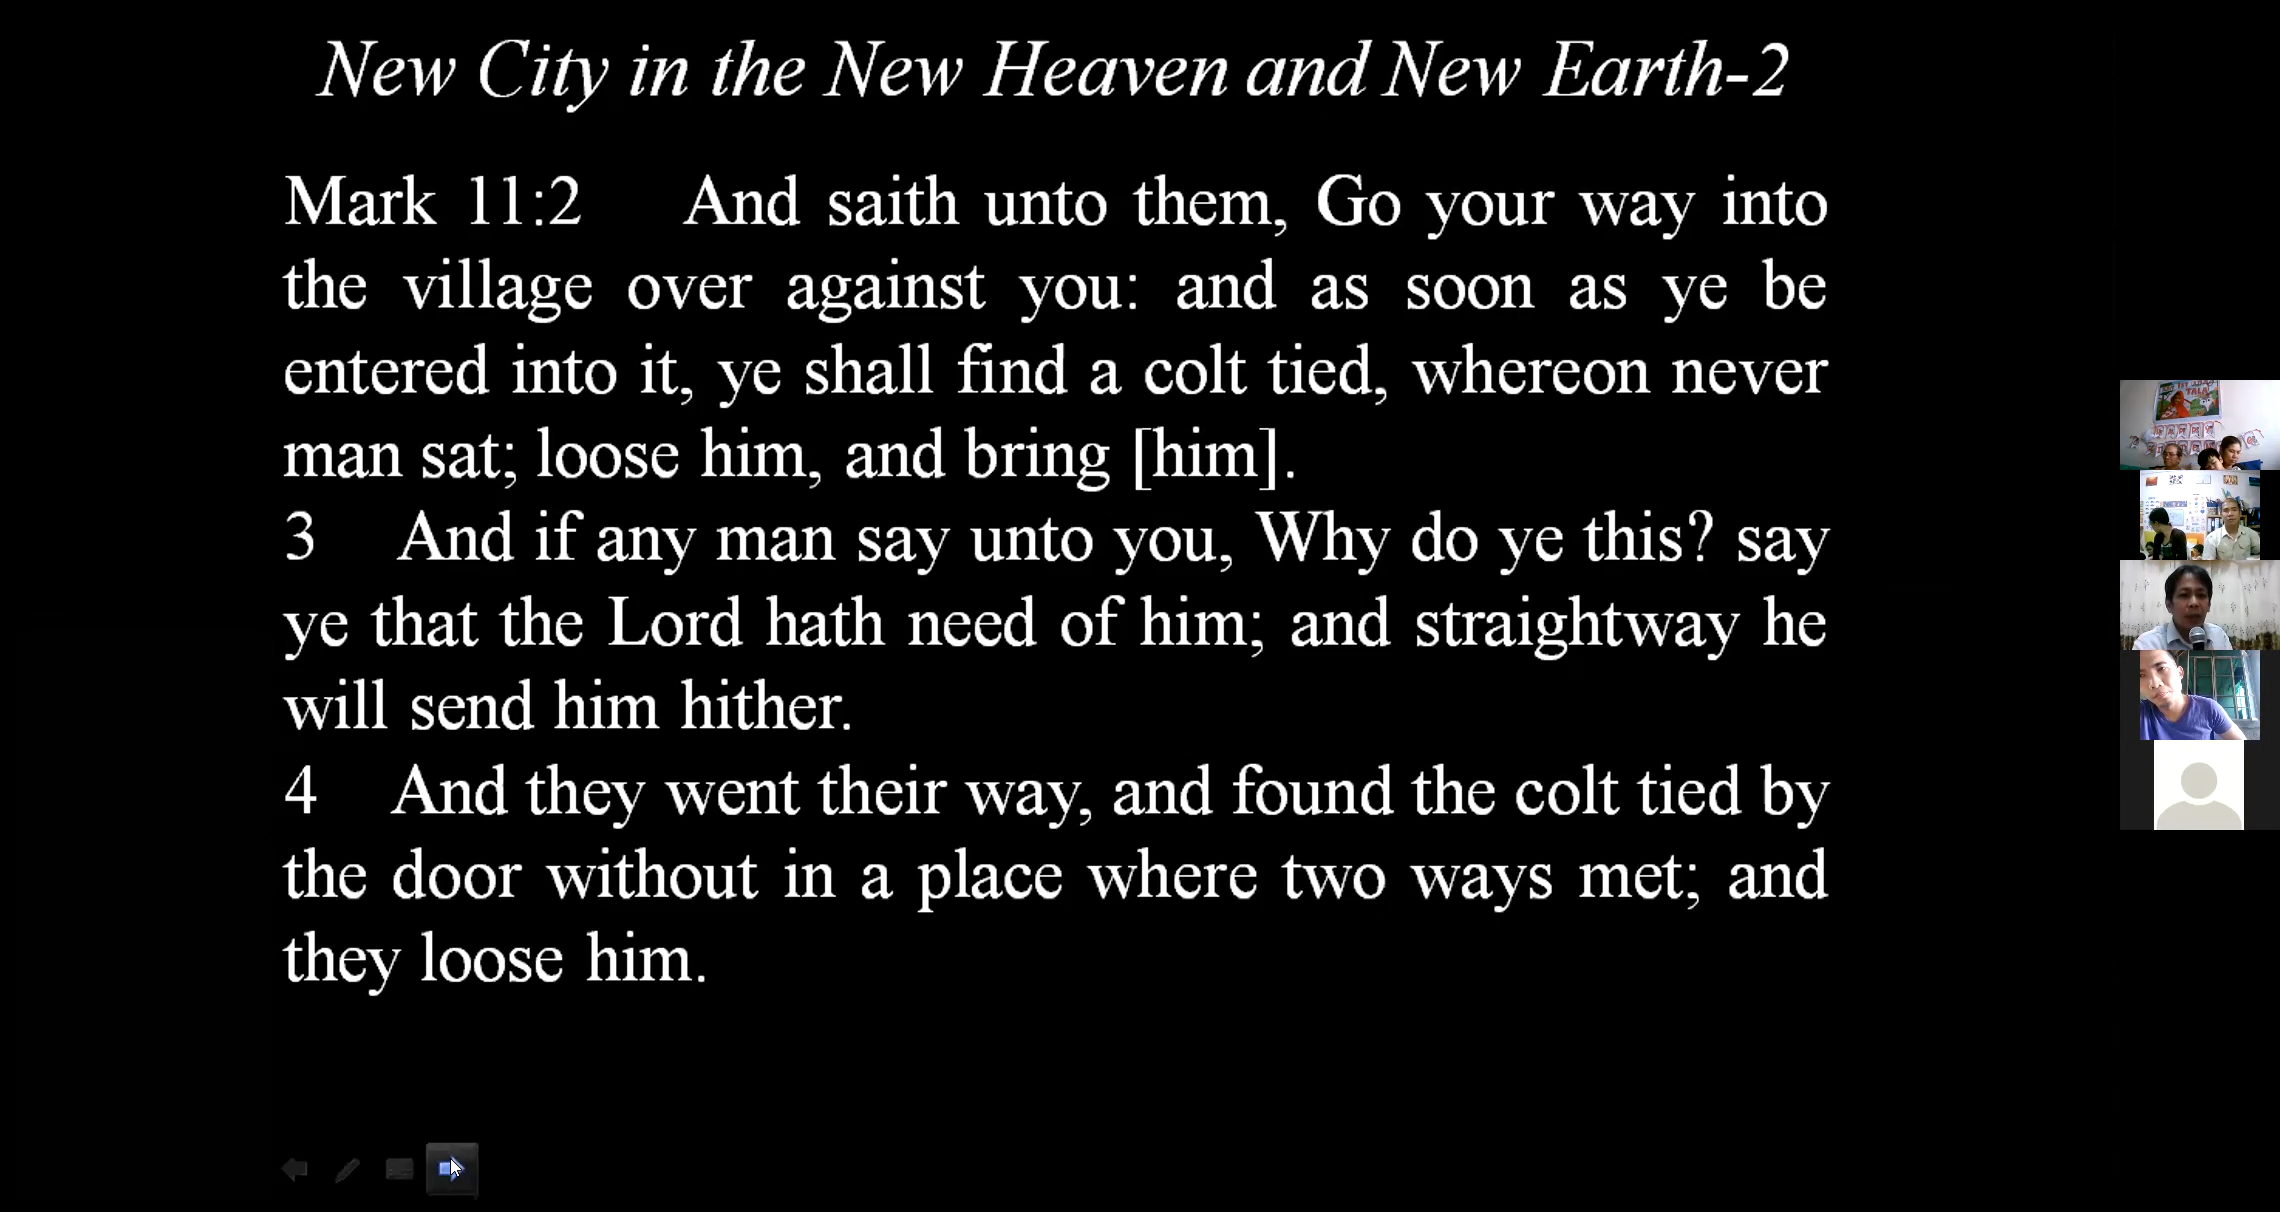 New City in the New Heaven and New Earth-2
Mark 11:2 And saith unto them, Go your way into
the village over against you: and as soon as ye be
entered into it, ye shall find a colt tied, whereon never
man sat; loose him, and bring [him].
3 And if any man say unto you, Why do ye this? say
ye that the Lord hath need of him; and straightway he
will send him hither.
4 And they went their way, and found the colt tied by
the door without in a place where two ways met; and
they loose him.